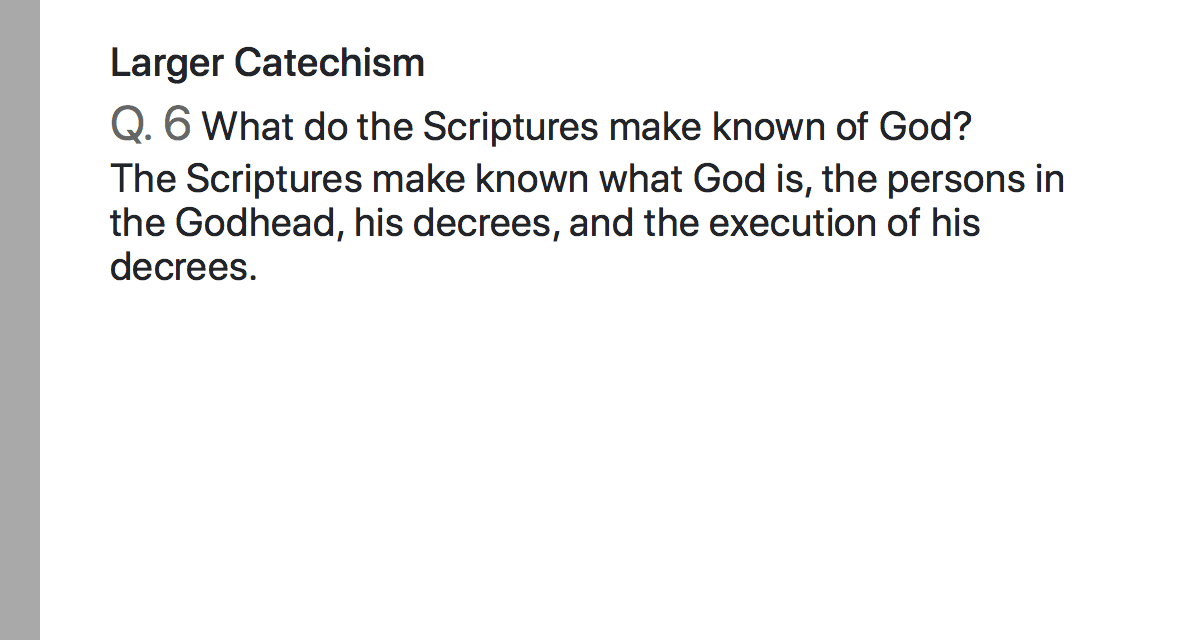 Larger Catechism
Q. 6 What do the Scriptures make known of God?
The Scriptures make known what God is, the persons in
the Godhead, his decrees, and the execution of his
decrees.